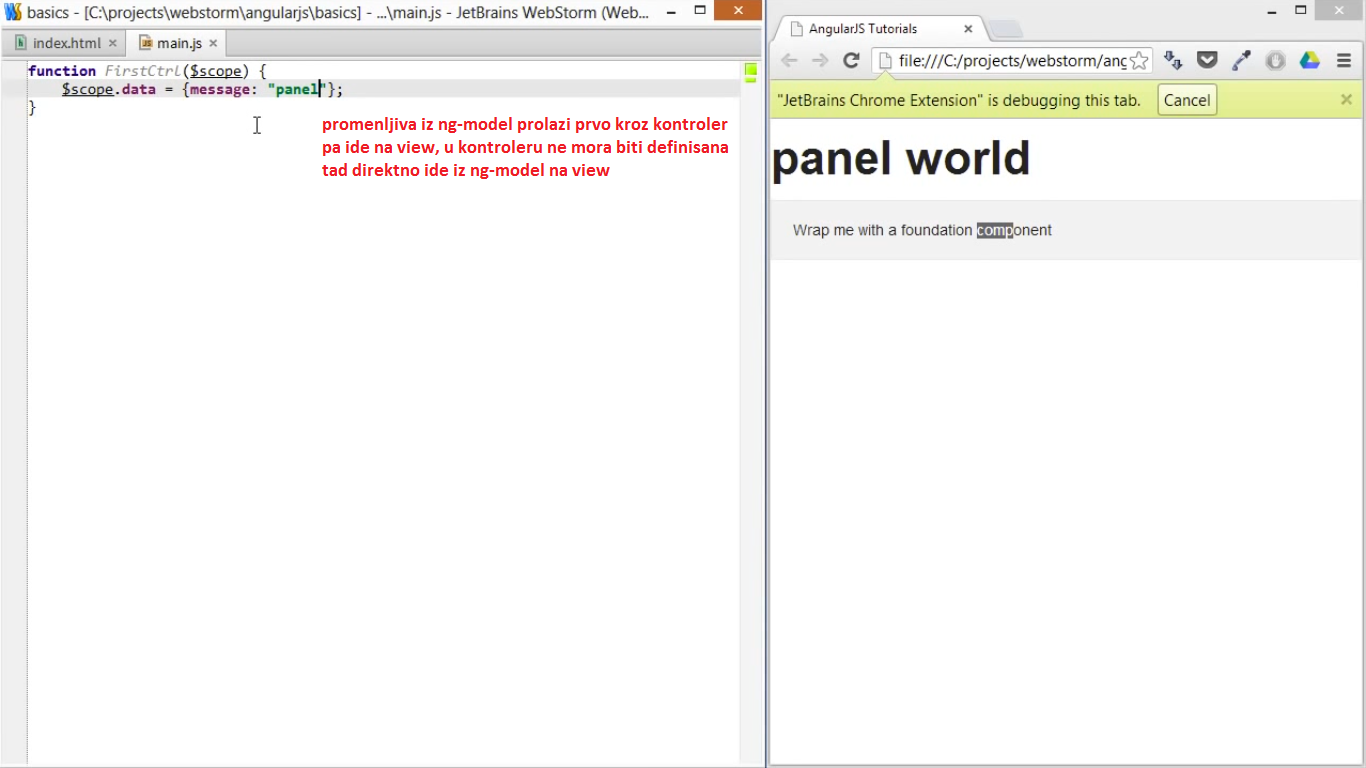 basics - [C:\projects\webstorm\angularjs\basics] - ...\main.js - JetBrains WebStorm (Web...
index.html
main.js
function FirstCtrl($scope) {
$scope.data = {message: "panel"};
}
promenljiva iz ng-model prolazi prvo kroz kontroler
pa ide na view, u kontroleru ne mora biti definisana
tad direktno ide iz ng-model na view
AngularJS Tutorials
file:///C:/projects/webstorm/ang
"JetBrains Chrome Extension" is debugging this tab.
Cancel
panel world
Wrap me with a foundation component